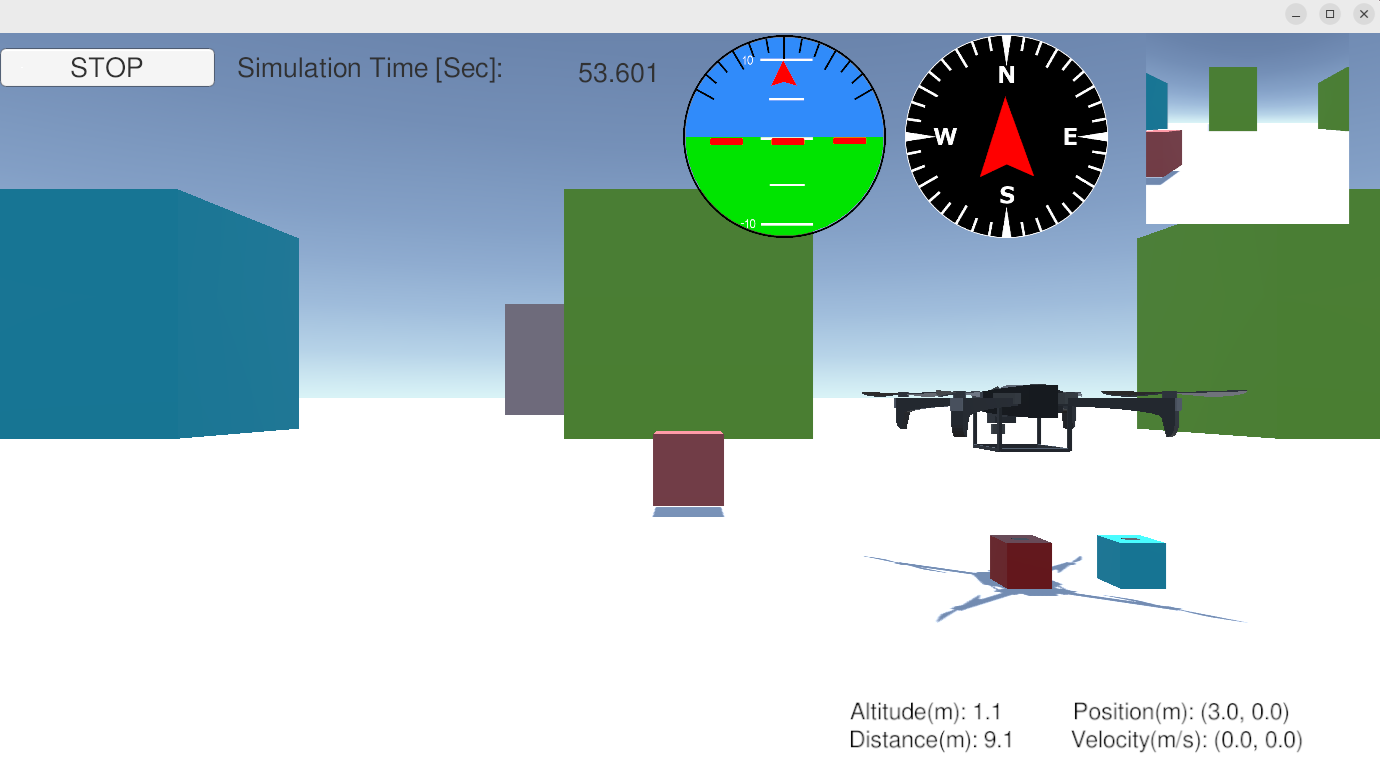 STOP
Simulation Time [Sec]: 53.601
10
-10
N
W E
S
Altitude(m): 1.1 Position(m): (3.0, 0.0)
Distance(m): 9.1 Velocity(m/s): (0.0, 0.0)